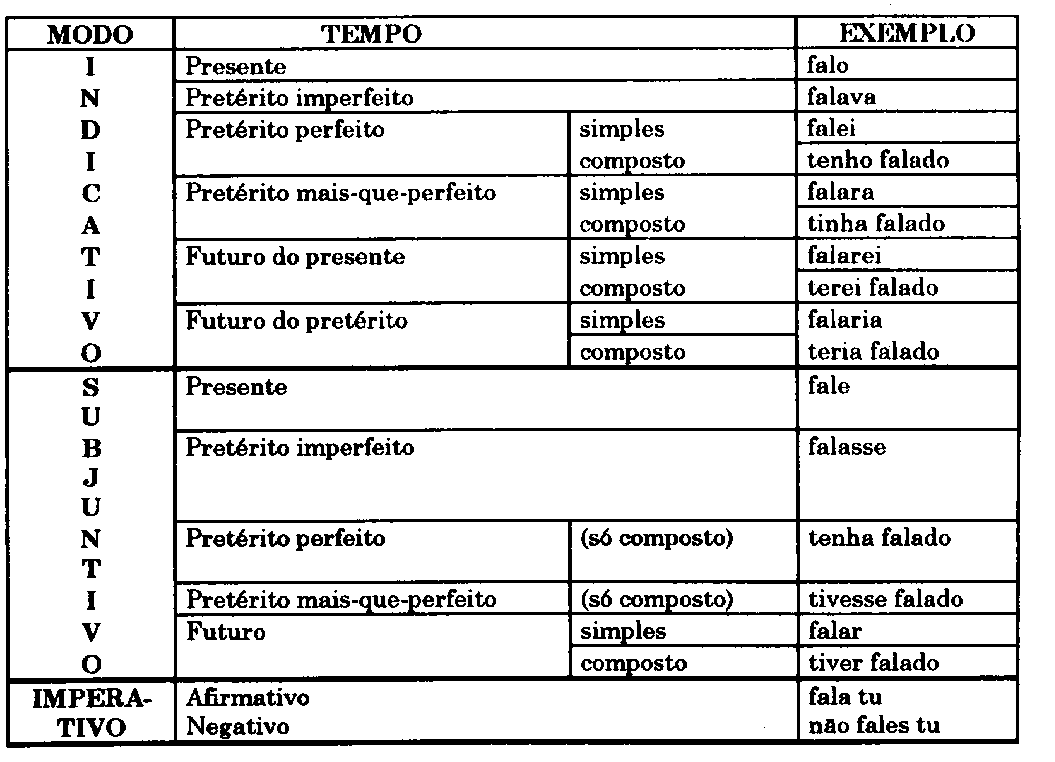 MODO TEMPO EXEMPLO
I Presente falo
N Pretérito imperfeito falava
D Pretérito perfeito simples falei
I composto tenho falado
C Pretérito mais-que-perfeito simples falara
A composto tinha falado
T Futuro do presente simples falarei
I composto terei falado
V Futuro do pretérito simples falaria
O composto teria falado
S Presente fale
U
B Pretérito imperfeito falasse
J
U
N Pretérito perfeito (só composto) tenha falado
T
I Pretérito mais-que-perfeito (só composto) tivesse falado
V Futuro simples falar
O composto tiver falado
IMPERA- Afirmativo fala tu
TIVO Negativo não fales tu